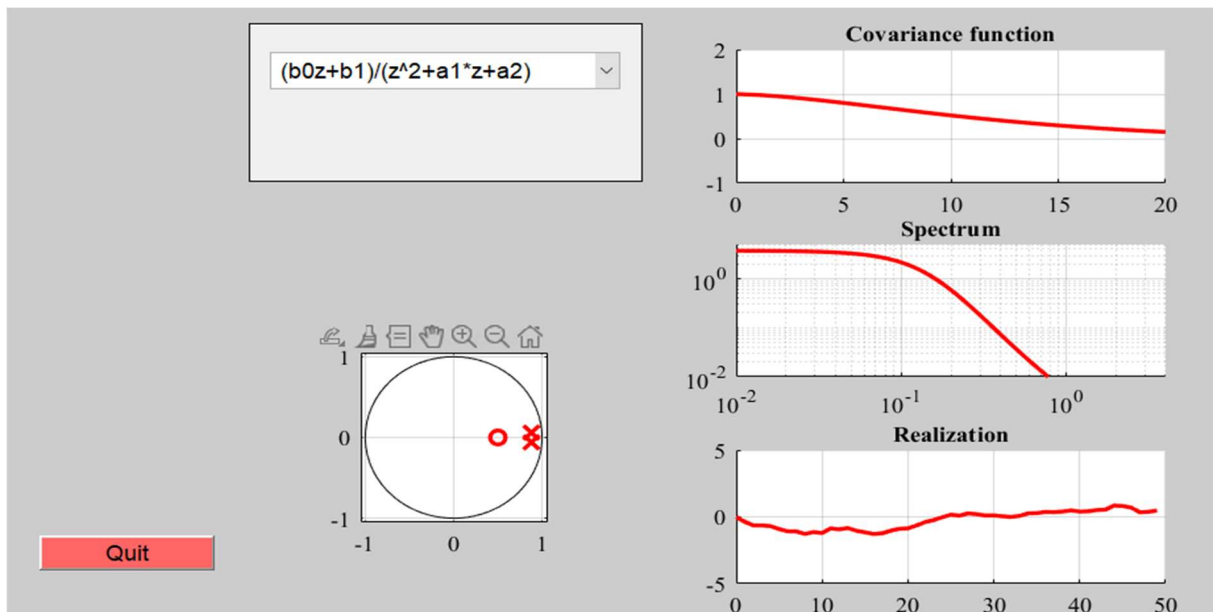 (b0z+b1)/(z^2+a1*z+a2)
Covariance function
2
1
0
-1
0 5 10 15 20
Spectrum
10^0
10^-2
10^-2 10^-1 10^0
1
0
-1
-1 0 1
Realization
5
0
-5
0 10 20 30 40 50
Quit